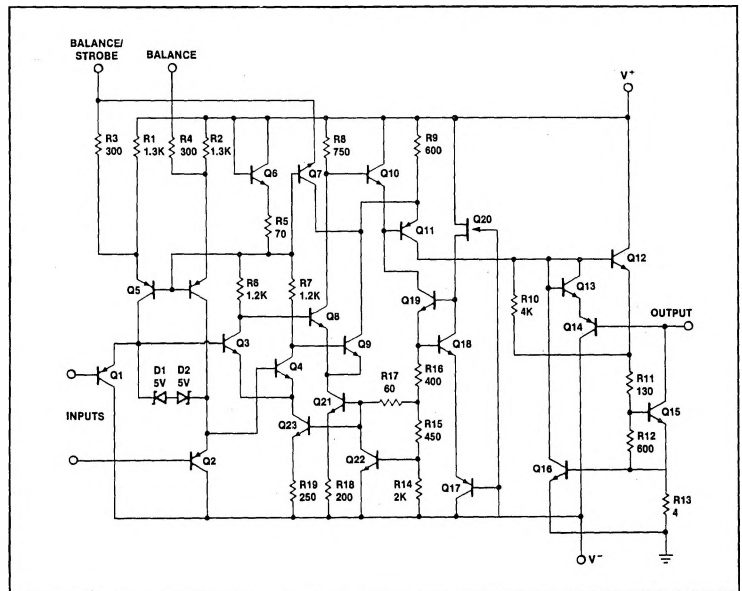 BALANCE/
STROBE
BALANCE
V+
R3
300
R1
1.3K
R4
300
R2
1.3K
Q6
Q7
R8
750
Q10
R9
600
R5
70
Q20
Q11
Q12
Q5
R6
1.2K
R7
1.2K
Q8
Q19
R10
4K
Q13
Q14
OUTPUT
Q3
Q9
Q18
Q1
D1
5V
D2
5V
Q4
R17
60
R16
400
R11
130
Q15
INPUTS
Q21
Q23
R15
450
R12
600
Q22
Q16
Q2
R19
250
R18
200
R14
2K
Q17
R13
4
V−